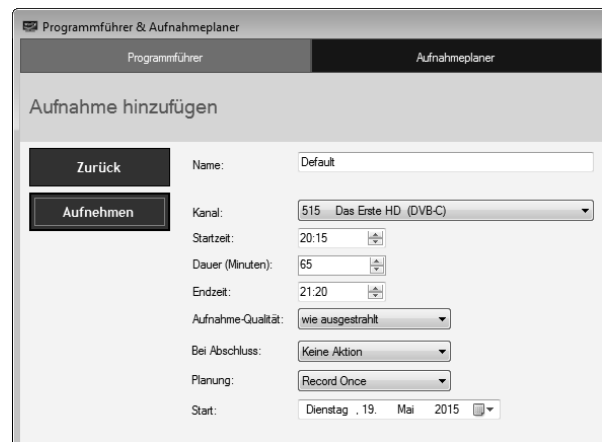 Programmführer & Aufnahmeplaner
Programmführer Aufnahmeplaner
Aufnahme hinzufügen
Zurück
Name: Default
Aufnehmen
Kanal: 515 Das Erste HD (DVB-C)
Startzeit: 20:15
Dauer (Minuten): 65
Endzeit: 21:20
Aufnahme-Qualität: wie ausgestrahlt
Bei Abschluss: Keine Aktion
Planung: Record Once
Start: Dienstag , 19. Mai 2015